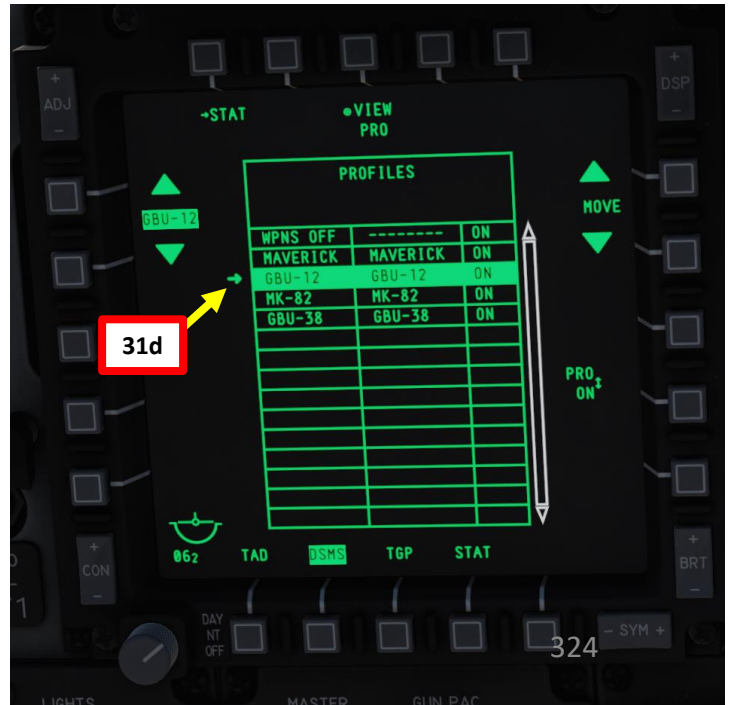 +
ADJ
-
+
DSP
-
→STAT
VIEW
PRO
PROFILES
GBU-12
MOVE
WPNS OFF -------- ON
MAVERICK MAVERICK ON
GBU-12 GBU-12 ON
MK-82 MK-82 ON
GBU-38 GBU-38 ON
31d
PRO
ON
062 TAD DSMS TGP STAT
+
CON
-
+
BRT
-
DAY
NT
OFF
- SYM +
324
LIGHTS
MASTER
GUN PAC
1